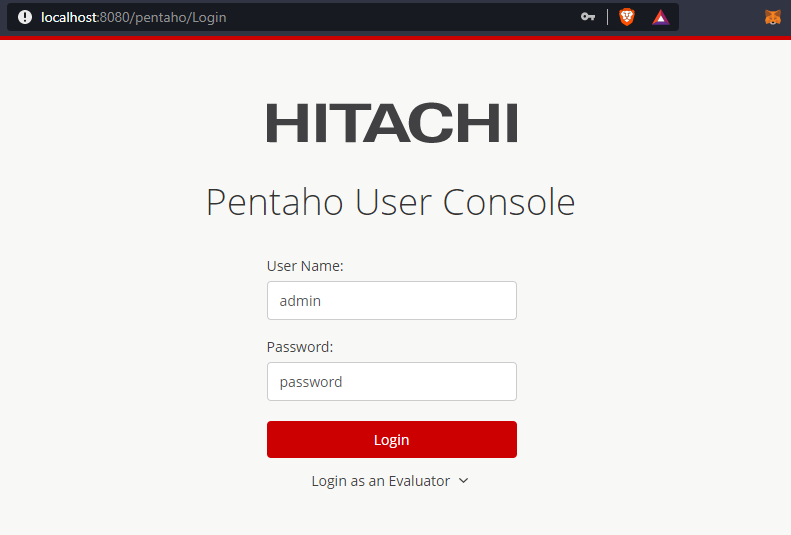 localhost:8080/pentaho/Login
HITACHI
Pentaho User Console
User Name:
admin
Password:
password
Login
Login as an Evaluator